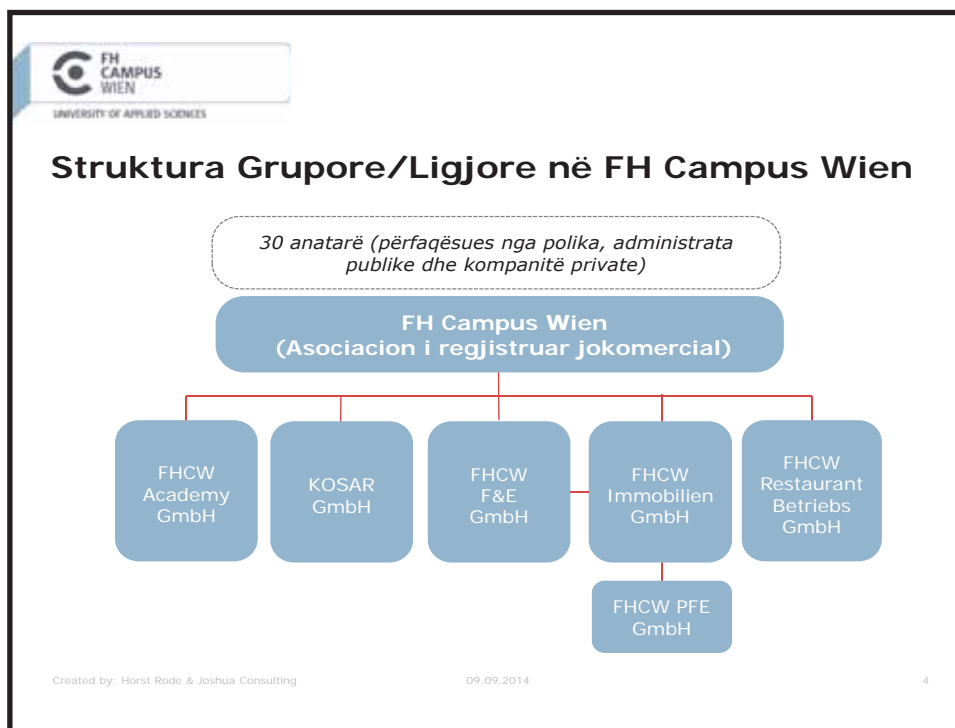 FH
CAMPUS
WIEN
UNIVERSITY OF APPLIED SCIENCES
Struktura Grupore/Ligjore në FH Campus Wien
30 anatarë (përfaqësues nga polika, administrata
publike dhe kompanitë private)
FH Campus Wien
(Asociacion i regjistruar jokomercial)
FHCW
Academy
GmbH
KOSAR
GmbH
FHCW
F&E
GmbH
FHCW
Immobilien
GmbH
FHCW
Restaurant
Betriebs
GmbH
FHCW PFE
GmbH
Created by: Horst Rode & Joshua Consulting
09.09.2014
4